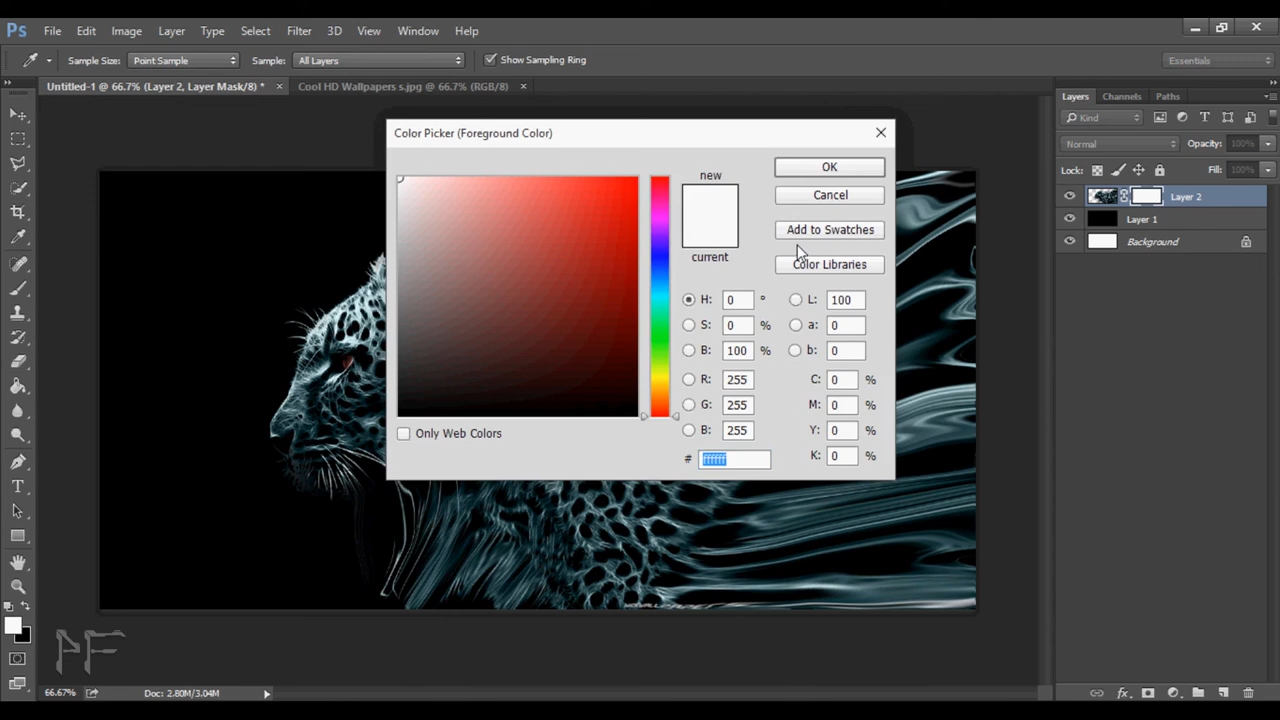 Ps File Edit Image Layer Type Select Filter 3D View Window Help
Sample Size: Point Sample Sample: All Layers Show Sampling Ring Essentials
Untitled-1 @ 66.7% (Layer 2, Layer Mask/8) * × Cool HD Wallpapers s.jpg @ 66.7% (RGB/8) ×
Layers Channels Paths
Kind
Normal Opacity: 100%
Lock: Fill: 100%
Layer 2
Layer 1
Background
Color Picker (Foreground Color)
new
current
OK
Cancel
Add to Swatches
Color Libraries
H: 0 ° L: 100
S: 0 % a: 0
B: 100 % b: 0
R: 255 C: 0 %
G: 255 M: 0 %
B: 255 Y: 0 %
# ffffff K: 0 %
Only Web Colors
PF
66.67% Doc: 2.80M/3.04M
fx